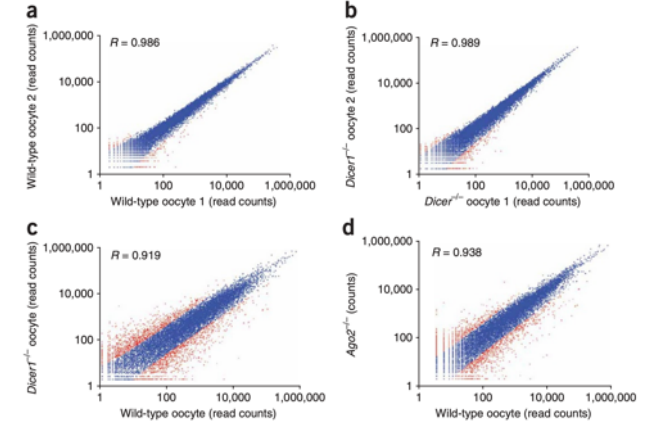 a
R = 0.986
Wild-type oocyte 2 (read counts)
1,000,000
10,000
100
1
1
100
10,000
1,000,000
Wild-type oocyte 1 (read counts)
b
R = 0.989
Dicer1−/− oocyte 2 (read counts)
1,000,000
10,000
100
1
1
100
10,000
1,000,000
Dicer−/− oocyte 1 (read counts)
c
R = 0.919
Dicer1−/− oocyte (read counts)
1,000,000
10,000
100
1
1
100
10,000
1,000,000
Wild-type oocyte (read counts)
d
R = 0.938
Ago2−/− (counts)
1,000,000
10,000
100
1
1
100
10,000
1,000,000
Wild-type oocyte (read counts)